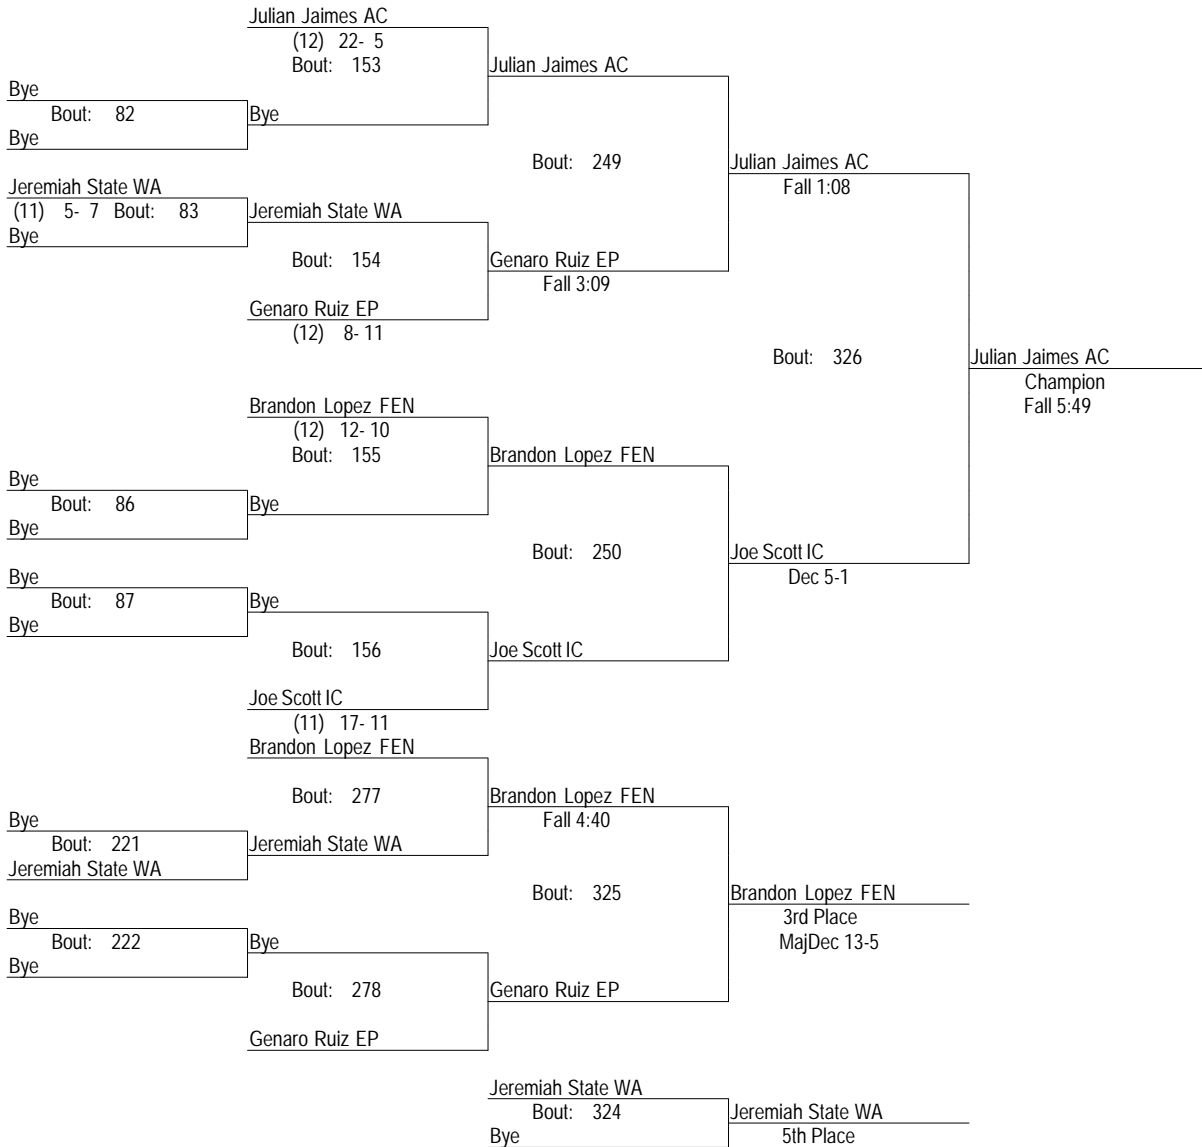 Julian Jaimes AC
(12) 22- 5
Bout: 153
Julian Jaimes AC
Bye
Bout: 82
Bye
Bye
Bout: 249
Julian Jaimes AC
Fall 1:08
Jeremiah State WA
(11) 5- 7 Bout: 83
Jeremiah State WA
Bye
Bout: 154
Genaro Ruiz EP
Fall 3:09
Genaro Ruiz EP
(12) 8- 11
Bout: 326
Julian Jaimes AC
Champion
Fall 5:49
Brandon Lopez FEN
(12) 12- 10
Bout: 155
Brandon Lopez FEN
Bye
Bout: 86
Bye
Bye
Bout: 250
Joe Scott IC
Dec 5-1
Bye
Bout: 87
Bye
Bye
Bout: 156
Joe Scott IC
Joe Scott IC
(11) 17- 11
Brandon Lopez FEN
Bout: 277
Brandon Lopez FEN
Fall 4:40
Bye
Bout: 221
Jeremiah State WA
Jeremiah State WA
Bout: 325
Brandon Lopez FEN
3rd Place
MajDec 13-5
Bye
Bout: 222
Bye
Bye
Bout: 278
Genaro Ruiz EP
Genaro Ruiz EP
Jeremiah State WA
Bout: 324
Jeremiah State WA
Bye
5th Place